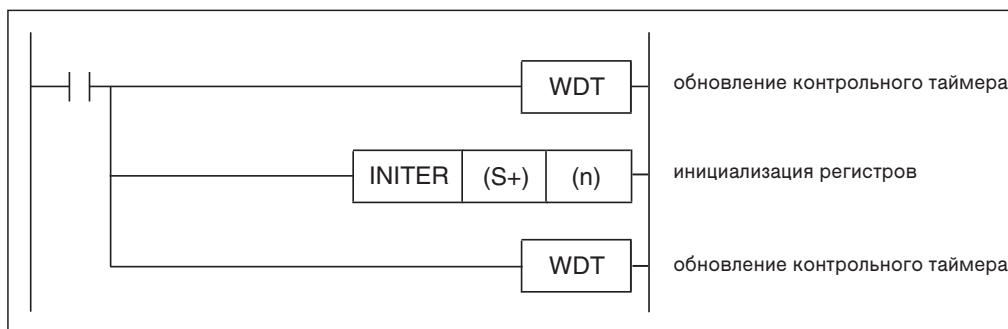 WDT обновление контрольного таймера
INITER (S+) (n) инициализация регистров
WDT обновление контрольного таймера